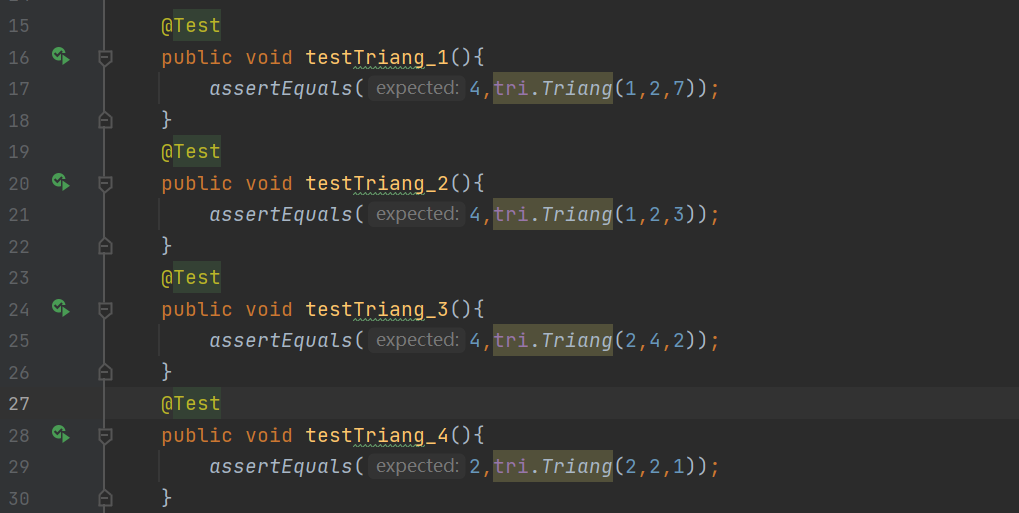 15 @Test
16 public void testTriang_1(){
17 assertEquals( expected: 4,tri.Triang(1,2,7));
18 }
19 @Test
20 public void testTriang_2(){
21 assertEquals( expected: 4,tri.Triang(1,2,3));
22 }
23 @Test
24 public void testTriang_3(){
25 assertEquals( expected: 4,tri.Triang(2,4,2));
26 }
27 @Test
28 public void testTriang_4(){
29 assertEquals( expected: 2,tri.Triang(2,2,1));
30 }